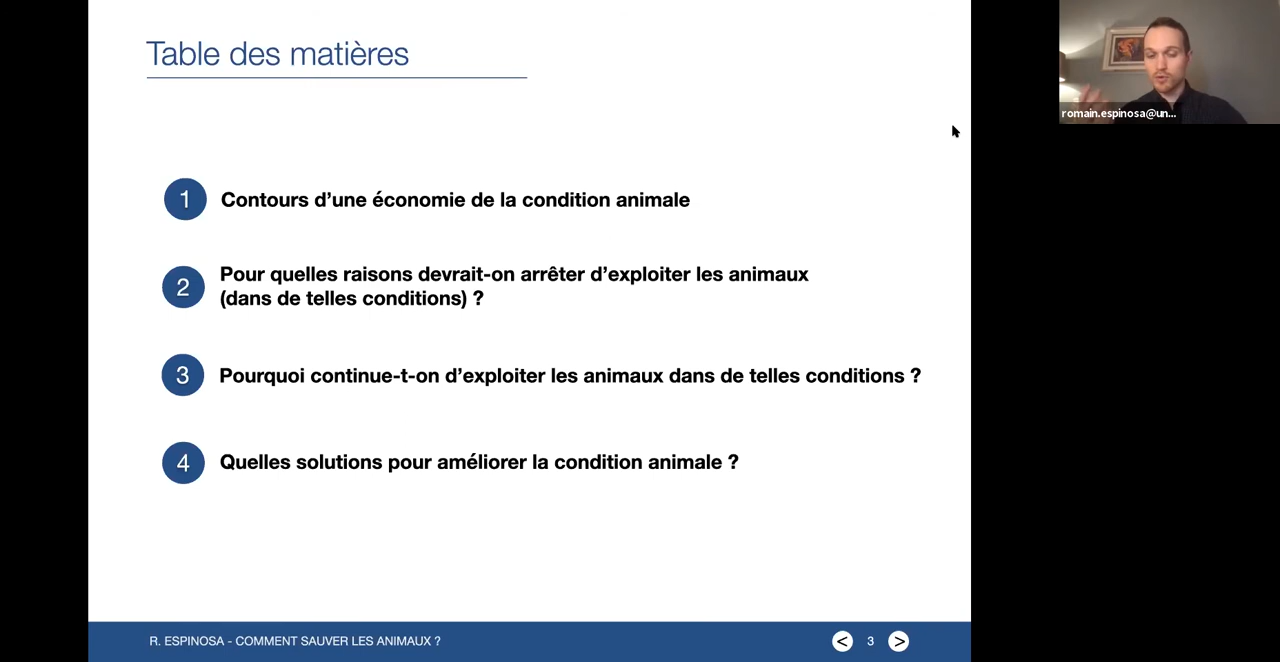 Table des matières
romain.espinosa@un...
1 Contours d’une économie de la condition animale
2 Pour quelles raisons devrait-on arrêter d’exploiter les animaux
(dans de telles conditions) ?
3 Pourquoi continue-t-on d’exploiter les animaux dans de telles conditions ?
4 Quelles solutions pour améliorer la condition animale ?
R. ESPINOSA - COMMENT SAUVER LES ANIMAUX ?
< 3 >